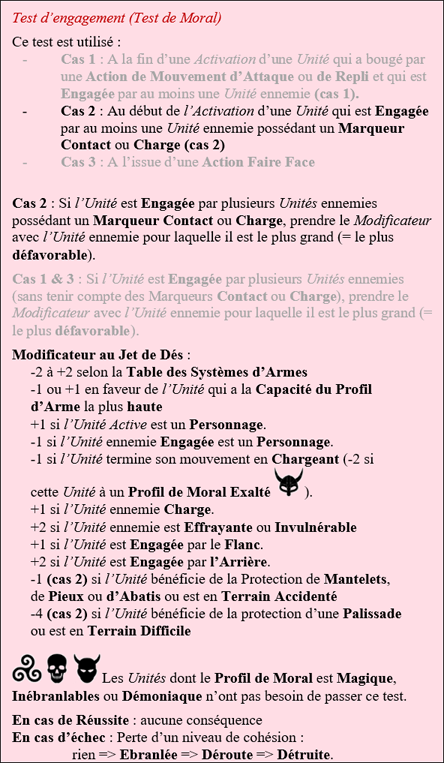 Test d’engagement (Test de Moral)
Ce test est utilisé :
- Cas 1 : A la fin d’une Activation d’une Unité qui a bougé par
une Action de Mouvement d’Attaque ou de Repli et qui est
Engagée par au moins une Unité ennemie (cas 1).
- Cas 2 : Au début de l’Activation d’une Unité qui est Engagée
par au moins une Unité ennemie possédant un Marqueur
Contact ou Charge (cas 2)
- Cas 3 : A l’issue d’une Action Faire Face
Cas 2 : Si l’Unité est Engagée par plusieurs Unités ennemies
possédant un Marqueur Contact ou Charge, prendre le Modificateur
avec l’Unité ennemie pour laquelle il est le plus grand (= le plus
défavorable).
Cas 1 & 3 : Si l’Unité est Engagée par plusieurs Unités ennemies
(sans tenir compte des Marqueurs Contact ou Charge), prendre le
Modificateur avec l’Unité ennemie pour laquelle il est le plus grand (=
le plus défavorable).
Modificateur au Jet de Dés :
-2 à +2 selon la Table des Systèmes d’Armes
-1 ou +1 en faveur de l’Unité qui a la Capacité du Profil
d’Arme la plus haute
+1 si l’Unité Active est un Personnage.
-1 si l’Unité ennemie Engagée est un Personnage.
-1 si l’Unité termine son mouvement en Chargeant (-2 si
cette Unité à un Profil de Moral Exalté ).
+1 si l’Unité ennemie Charge.
+2 si l’Unité ennemie est Effrayante ou Invulnérable
+1 si l’Unité est Engagée par le Flanc.
+2 si l’Unité est Engagée par l’Arrière.
-1 (cas 2) si l’Unité bénéficie de la Protection de Mantelets,
de Pieux ou d’Abatis ou est en Terrain Accidenté
-4 (cas 2) si l’Unité bénéficie de la protection d’une Palissade
ou est en Terrain Difficile
Les Unités dont le Profil de Moral est Magique,
Inébranlables ou Démoniaque n’ont pas besoin de passer ce test.
En cas de Réussite : aucune conséquence
En cas d’échec : Perte d’un niveau de cohésion :
rien => Ebranlée => Déroute => Détruite.